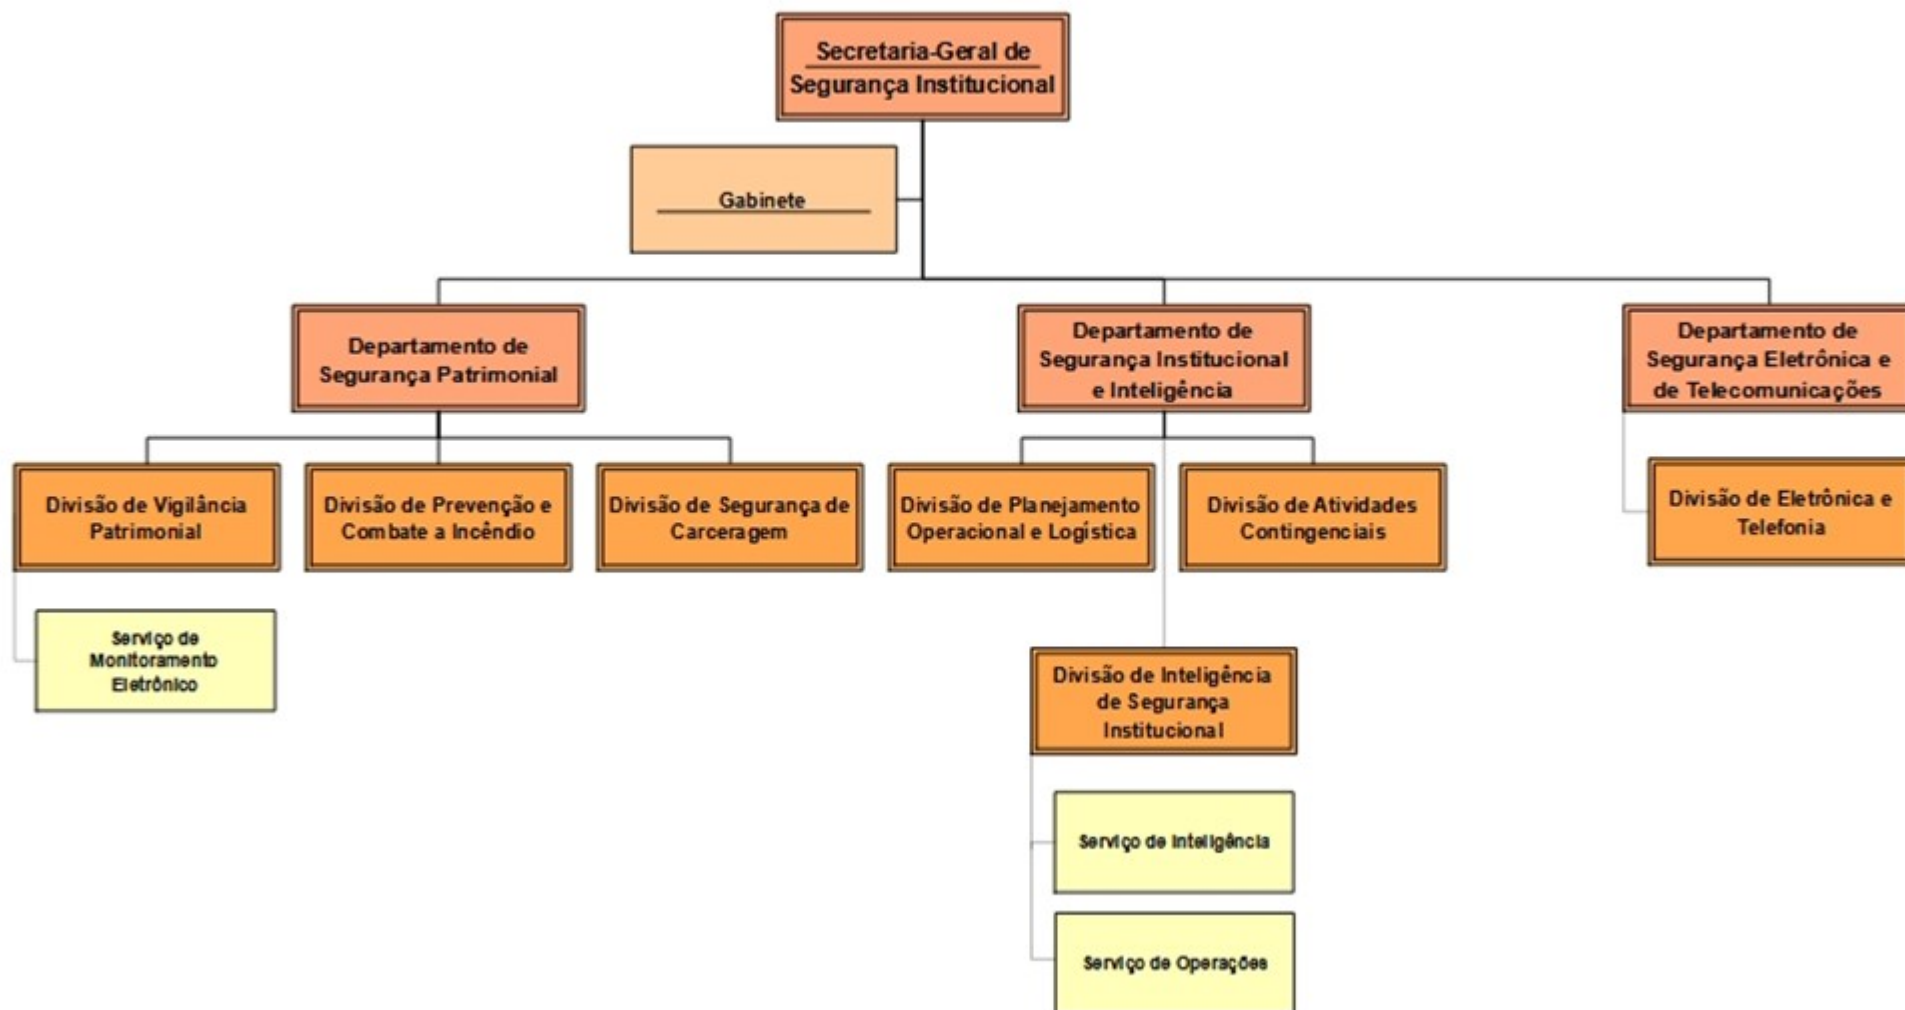 Secretaria-Geral de
Segurança Institucional
Gabinete
Departamento de
Segurança Patrimonial
Departamento de
Segurança Institucional
e Inteligência
Departamento de
Segurança Eletrônica e
de Telecomunicações
Divisão de Vigilância
Patrimonial
Divisão de Prevenção e
Combate a Incêndio
Divisão de Segurança de
Carceragem
Divisão de Planejamento
Operacional e Logística
Divisão de Atividades
Contingenciais
Divisão de Eletrônica e
Telefonia
Serviço de
Monitoramento
Eletrônico
Divisão de Inteligência
de Segurança
Institucional
Serviço de Inteligência
Serviço de Operações